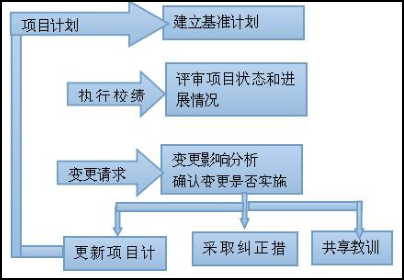 项目计划
建立基准计划
执行校绩
评审项目状态和进
展情况
变更请求
变更影响分析
确认变更是否实施
更新项目计
采取纠正措
共享教训